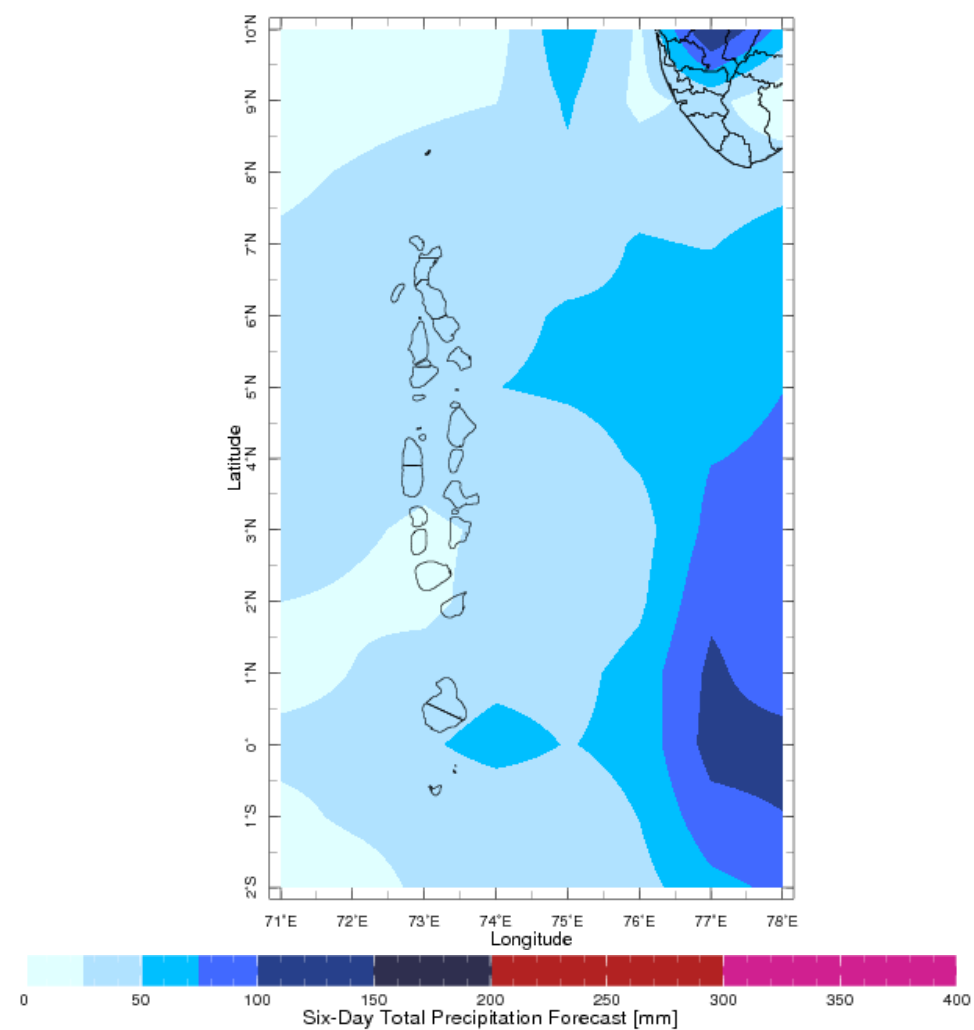 10°N
9°N
8°N
7°N
6°N
5°N
4°N
3°N
2°N
1°N
0°
1°S
2°S
Latitude
71°E 72°E 73°E 74°E 75°E 76°E 77°E 78°E
Longitude
0 50 100 150 200 250 300 350 400
Six-Day Total Precipitation Forecast [mm]